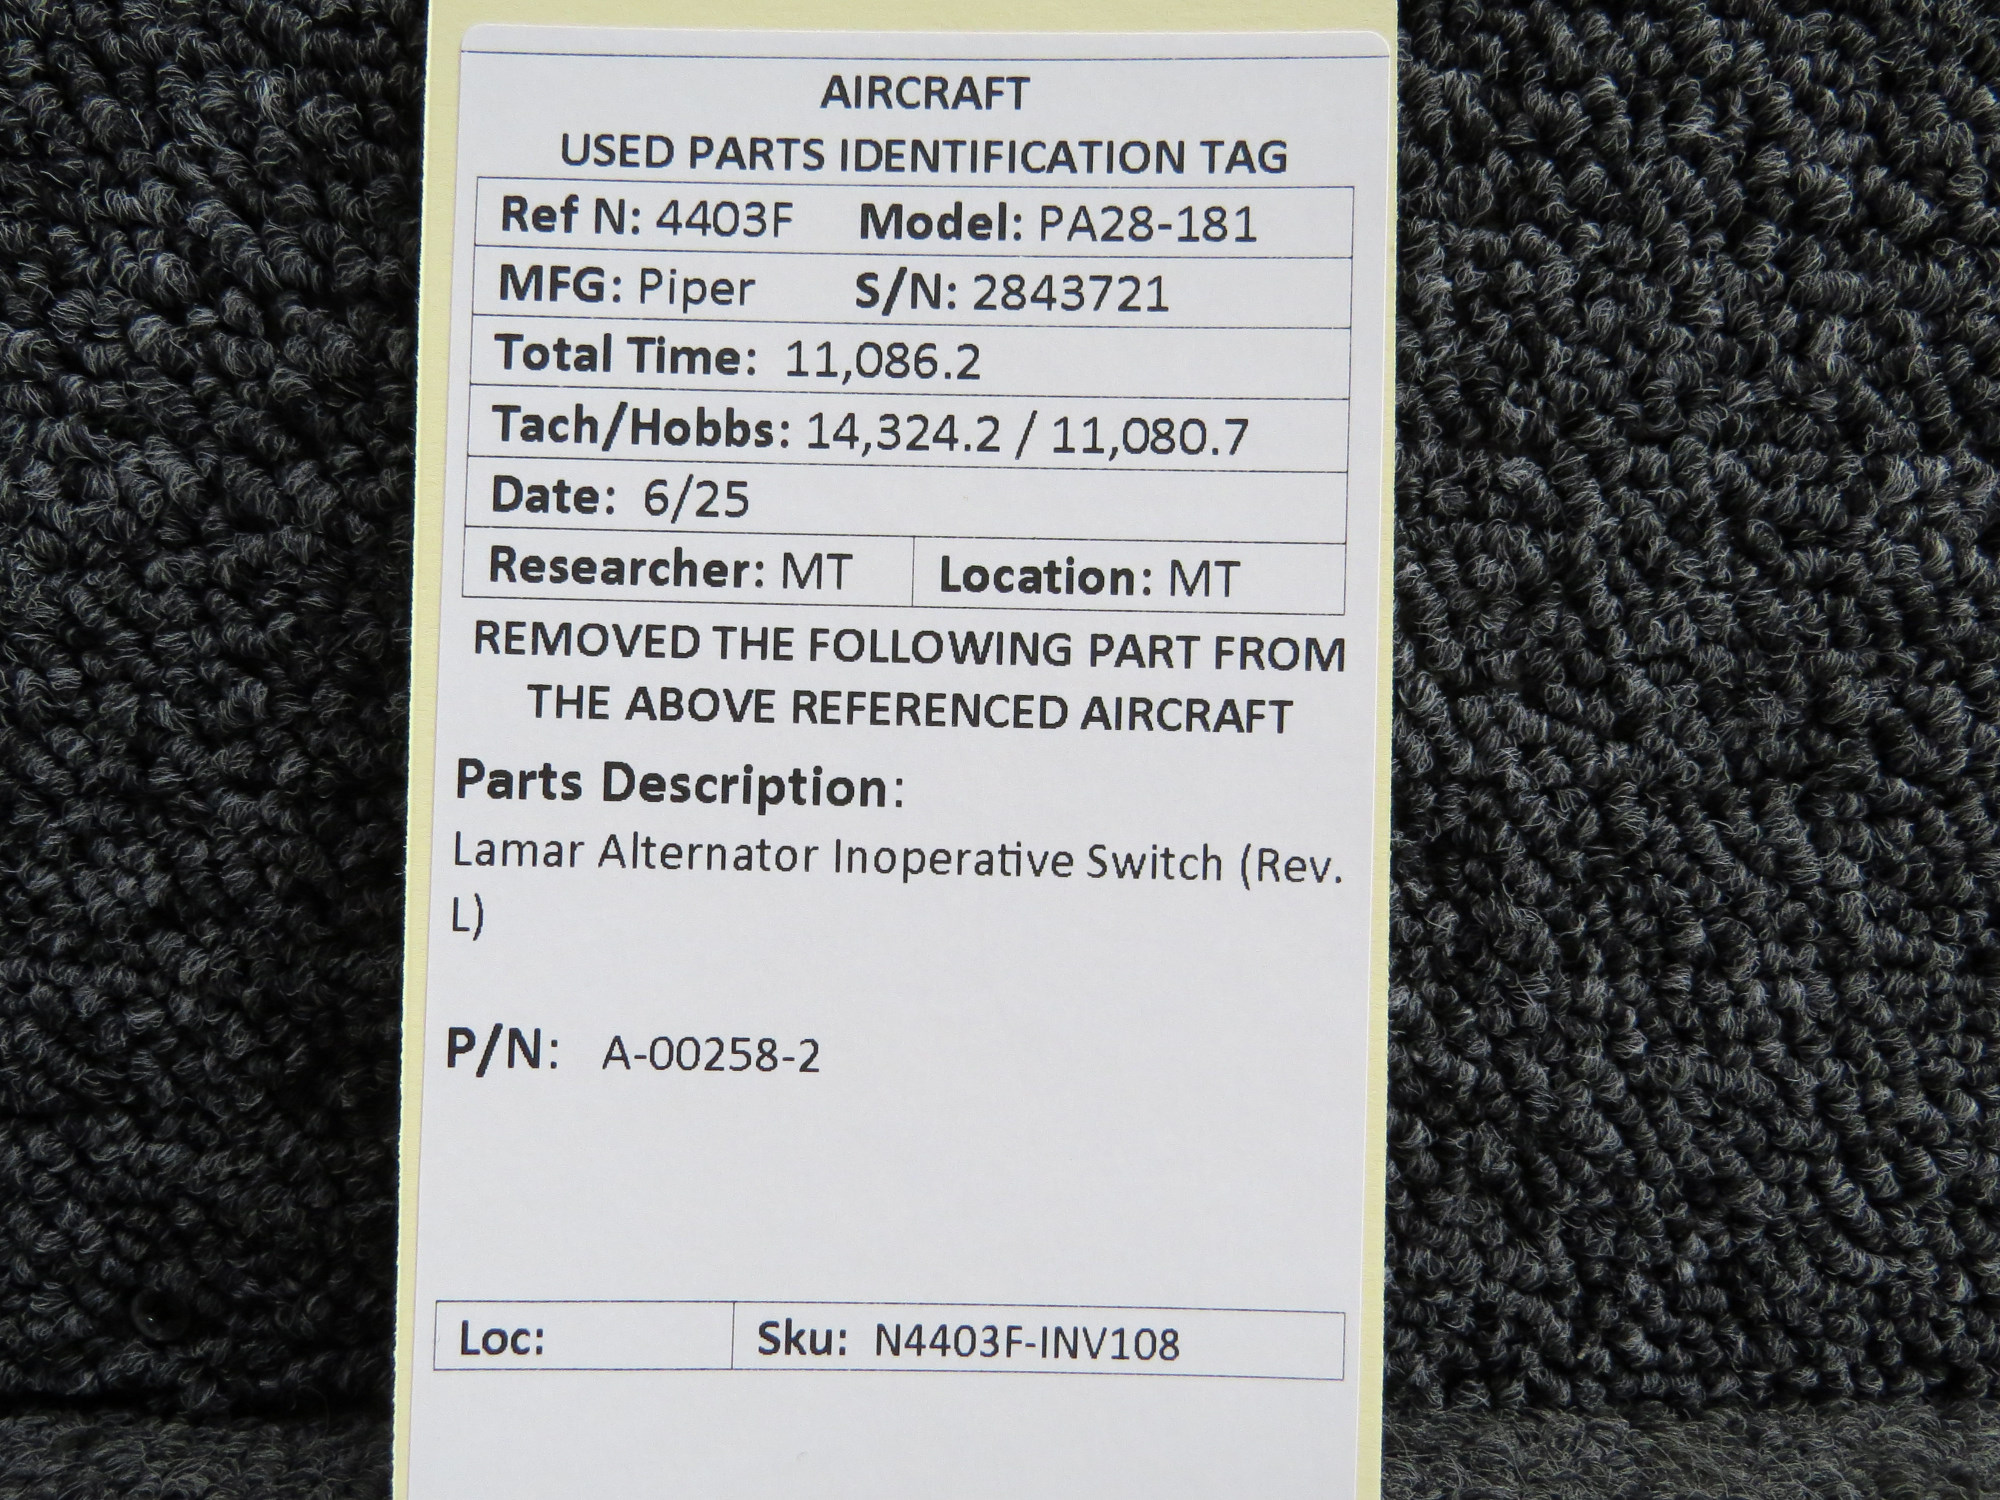 AIRCRAFT
USED PARTS IDENTIFICATION TAG
Ref N: 4403F Model: PA28-181
MFG: Piper S/N: 2843721
Total Time: 11,086.2
Tach/Hobbs: 14,324.2 / 11,080.7
Date: 6/25
Researcher: MT Location: MT
REMOVED THE FOLLOWING PART FROM
THE ABOVE REFERENCED AIRCRAFT
Parts Description:
Lamar Alternator Inoperative Switch (Rev.
L)
P/N: A-00258-2
Loc: Sku: N4403F-INV108